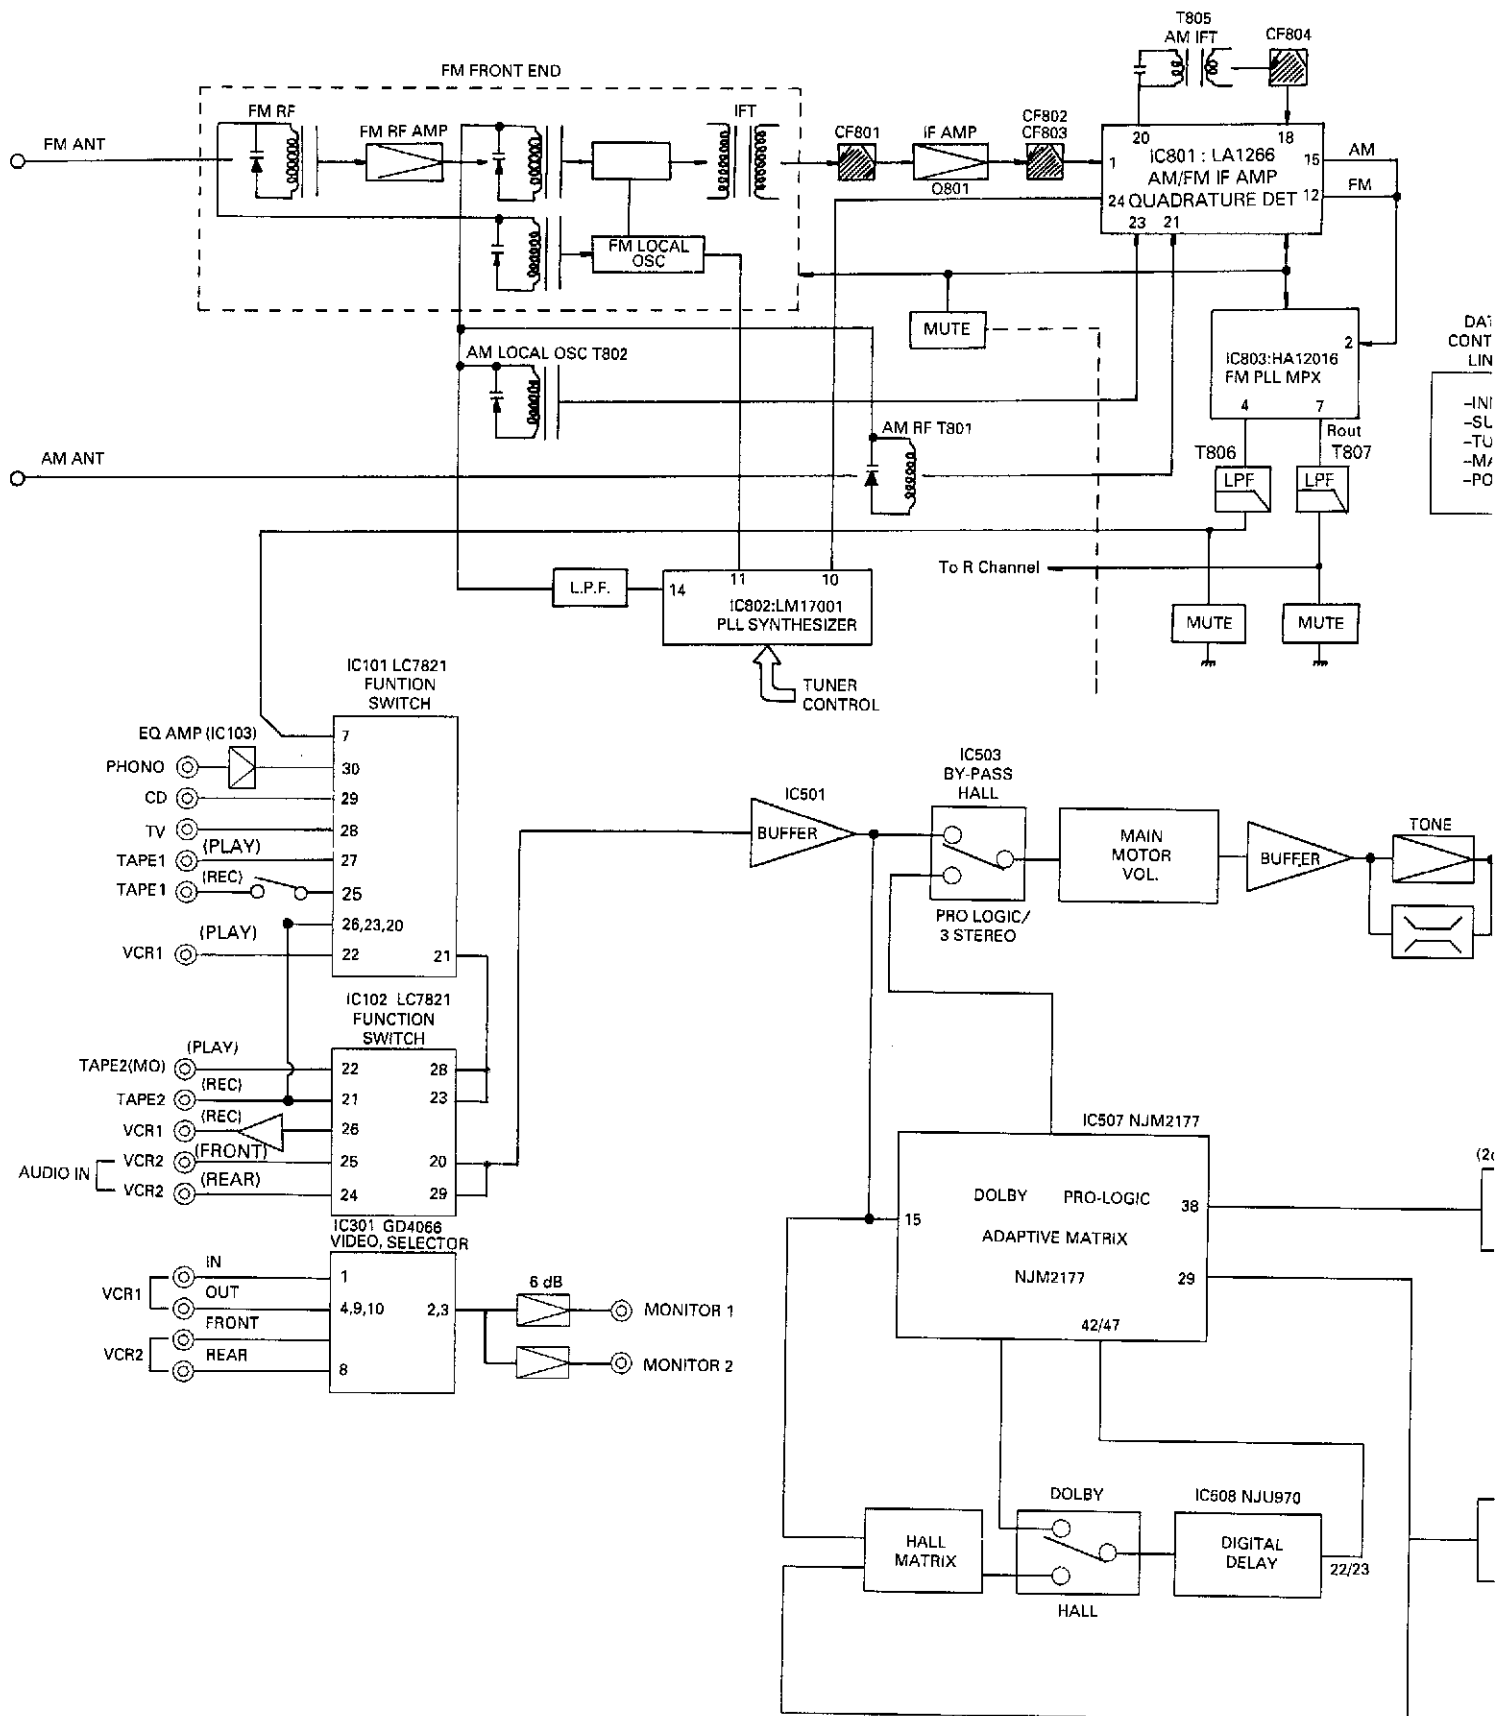 T805
AM IFT
CF804
FM FRONT END
FM RF
FM RF AMP
IFT
CF801
IF AMP
CF802
CF803
FM ANT
20
18
1
IC801 : LA1266
AM/FM IF AMP
QUADRATURE DET
15
AM
12
FM
24
23
21
Q801
FM LOCAL
OSC
MUTE
2
IC803:HA12016
FM PLL MPX
4
7
Rout
AM LOCAL OSC T802
AM RF T801
T806
T807
LPF
LPF
AM ANT
CONT
LIN
-SU
-TU
-MA
-PO
To R Channel
L.P.F.
14
11
10
IC802:LM17001
PLL SYNTHESIZER
MUTE
MUTE
TUNER
CONTROL
IC101 LC7821
FUNTION
SWITCH
EQ AMP (IC103)
7
PHONO
30
CD
29
TV
28
TAPE1
(PLAY)
27
TAPE1
(REC)
25
26,23,20
VCR1
(PLAY)
22
21
IC501
BUFFER
IC503
BY-PASS
HALL
PRO LOGIC/
3 STEREO
MAIN
MOTOR
VOL.
BUFFER
TONE
IC102 LC7821
FUNCTION
SWITCH
TAPE2(MO)
(PLAY)
22
28
TAPE2
(REC)
21
23
VCR1
(REC)
26
AUDIO IN
VCR2
(FRONT)
25
20
VCR2
(REAR)
24
29
IC301 GD4066
VIDEO, SELECTOR
VCR1
IN
1
OUT
4,9,10
2,3
6 dB
MONITOR 1
VCR2
FRONT
REAR
8
MONITOR 2
IC507 NJM2177
15
DOLBY PRO-LOGIC
38
ADAPTIVE MATRIX
NJM2177
29
42/47
HALL
MATRIX
DOLBY
HALL
IC508 NJU970
DIGITAL
DELAY
22/23